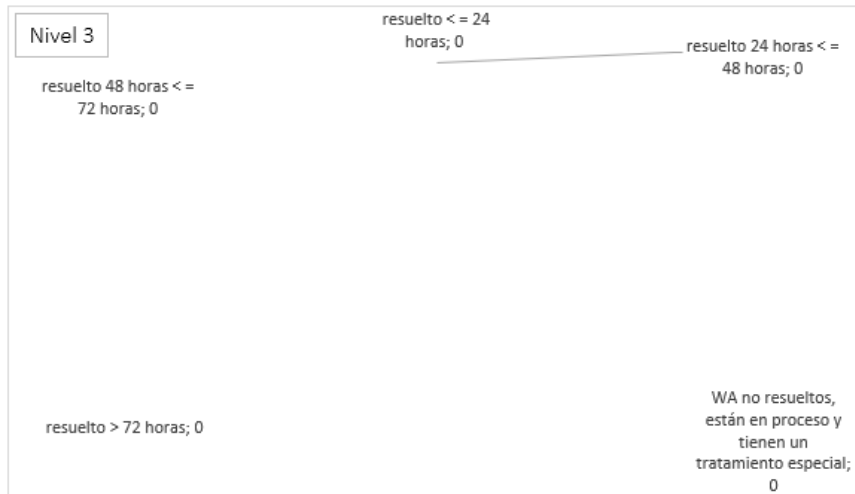 Nivel 3
resuelto < = 24
horas; 0
resuelto 24 horas < =
48 horas; 0
resuelto 48 horas < =
72 horas; 0
resuelto > 72 horas; 0
WA no resueltos,
están en proceso y
tienen un
tratamiento especial;
0